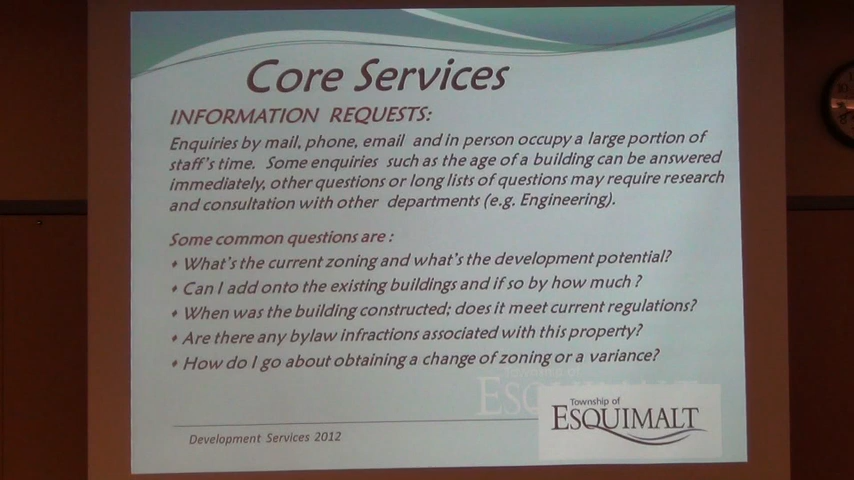 Core Services
INFORMATION REQUESTS:
Enquiries by mail, phone, email and in person occupy a large portion of
staff's time. Some enquiries such as the age of a building can be answered
immediately, other questions or long lists of questions may require research
and consultation with other departments (e.g. Engineering).
Some common questions are :
• What's the current zoning and what's the development potential?
• Can I add onto the existing buildings and if so by how much ?
• When was the building constructed; does it meet current regulations?
• Are there any bylaw infractions associated with this property?
• How do I go about obtaining a change of zoning or a variance?
Township of
ESQUIMALT
Township of
ESQUIMALT
Development Services 2012